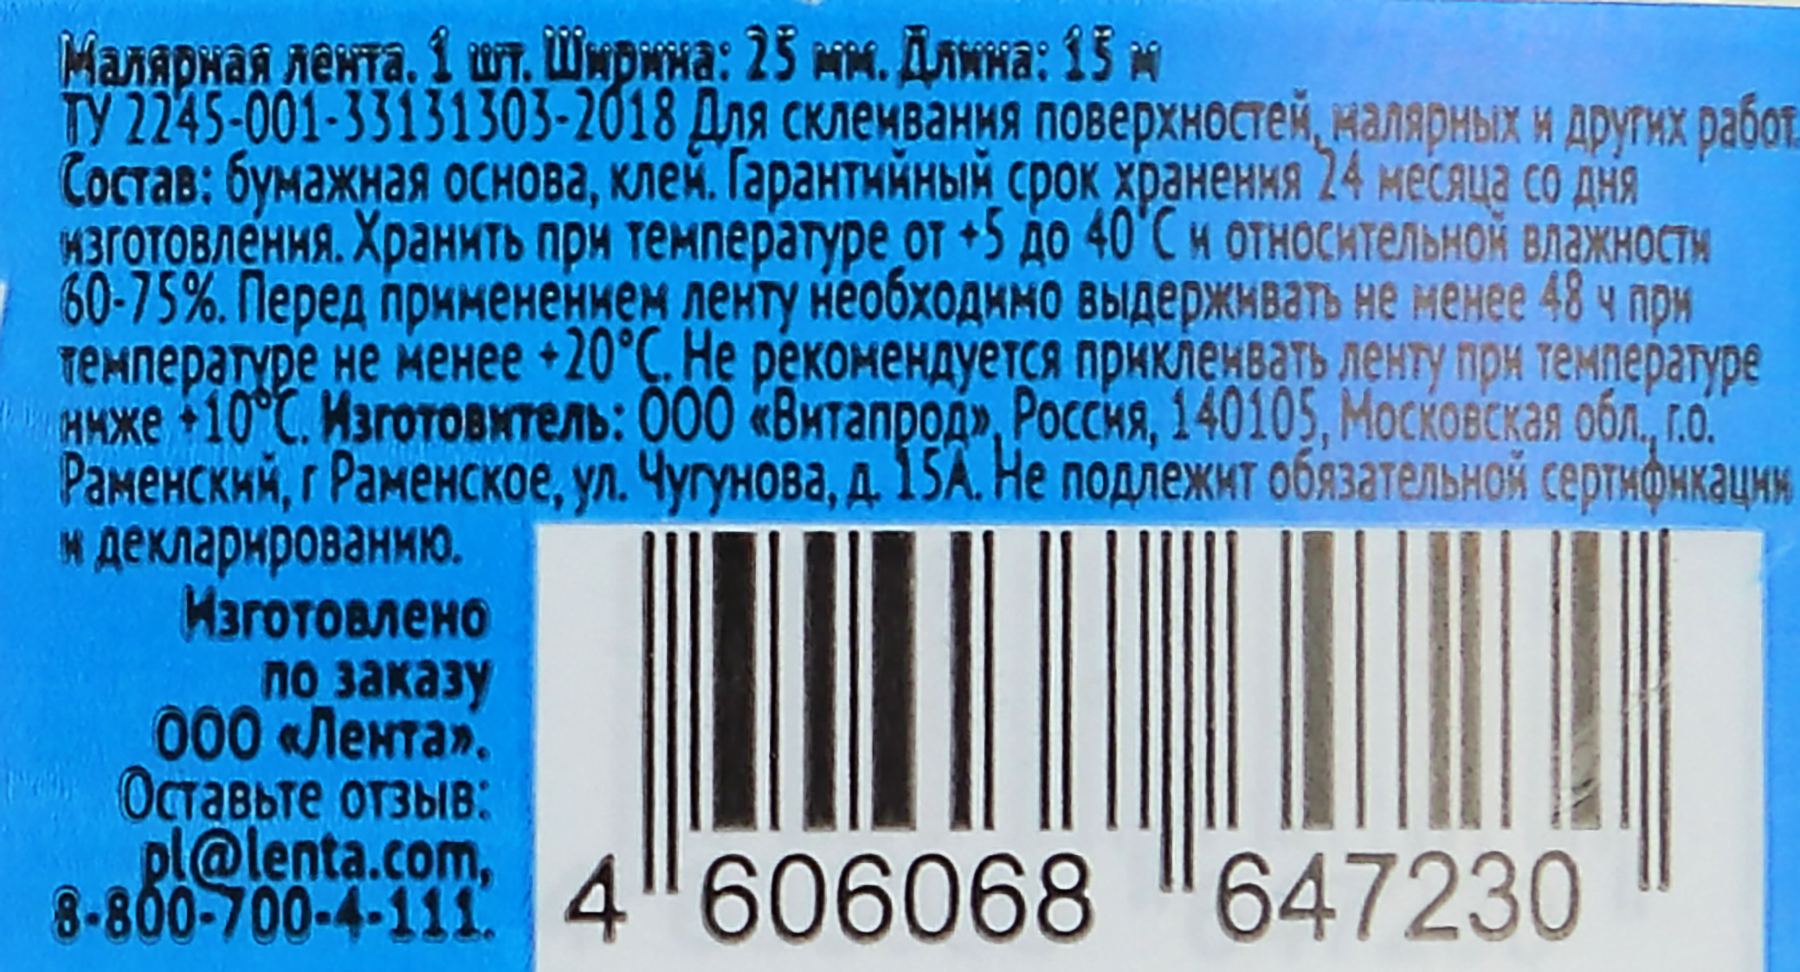 Малярная лента. 1 шт. Ширина: 25 мм. Длина: 15 м
ТУ 2245-001-33131303-2018 Для склеивания поверхностей, малярных и других работ.
Состав: бумажная основа, клей. Гарантийный срок хранения 24 месяца со дня
изготовления. Хранить при температуре от +5 до 40°С и относительной влажности
60-75%. Перед применением ленту необходимо выдерживать не менее 48 ч при
температуре не менее +20°С. Не рекомендуется приклеивать ленту при температуре
ниже +10°С. Изготовитель: ООО «Витапрод», Россия, 140105, Московская обл., г.о.
Раменский, г Раменское, ул. Чугунова, д. 15А. Не подлежит обязательной сертификации
и декларированию.
Изготовлено
по заказу
ООО «Лента».
Оставьте отзыв:
pl@lenta.com,
8-800-700-4-111.
4 606068 647230